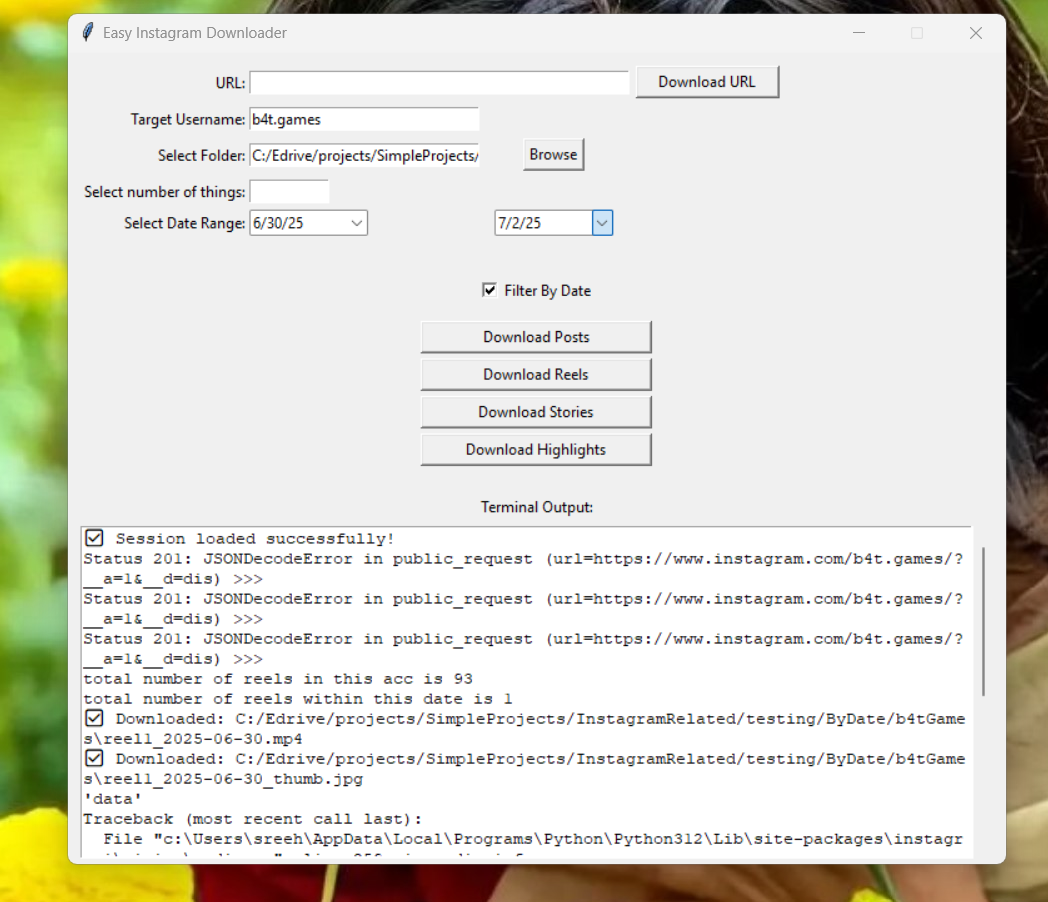 Easy Instagram Downloader
URL:
Download URL
Target Username: b4t.games
Select Folder: C:/Edrive/projects/SimpleProjects/
Browse
Select number of things:
Select Date Range: 6/30/25
7/2/25
Filter By Date
Download Posts
Download Reels
Download Stories
Download Highlights
Terminal Output:
Session loaded successfully!
Status 201: JSONDecodeError in public_request (url=https://www.instagram.com/b4t.games/?
__a=1&__d=dis) >>>
Status 201: JSONDecodeError in public_request (url=https://www.instagram.com/b4t.games/?
__a=1&__d=dis) >>>
Status 201: JSONDecodeError in public_request (url=https://www.instagram.com/b4t.games/?
__a=1&__d=dis) >>>
total number of reels in this acc is 93
total number of reels within this date is 1
Downloaded: C:/Edrive/projects/SimpleProjects/InstagramRelated/testing/ByDate/b4tGame
s\reel1_2025-06-30.mp4
Downloaded: C:/Edrive/projects/SimpleProjects/InstagramRelated/testing/ByDate/b4tGame
s\reel1_2025-06-30_thumb.jpg
'data'
Traceback (most recent call last):
File "c:\Users\sreeh\AppData\Local\Programs\Python\Python312\Lib\site-packages\instagr